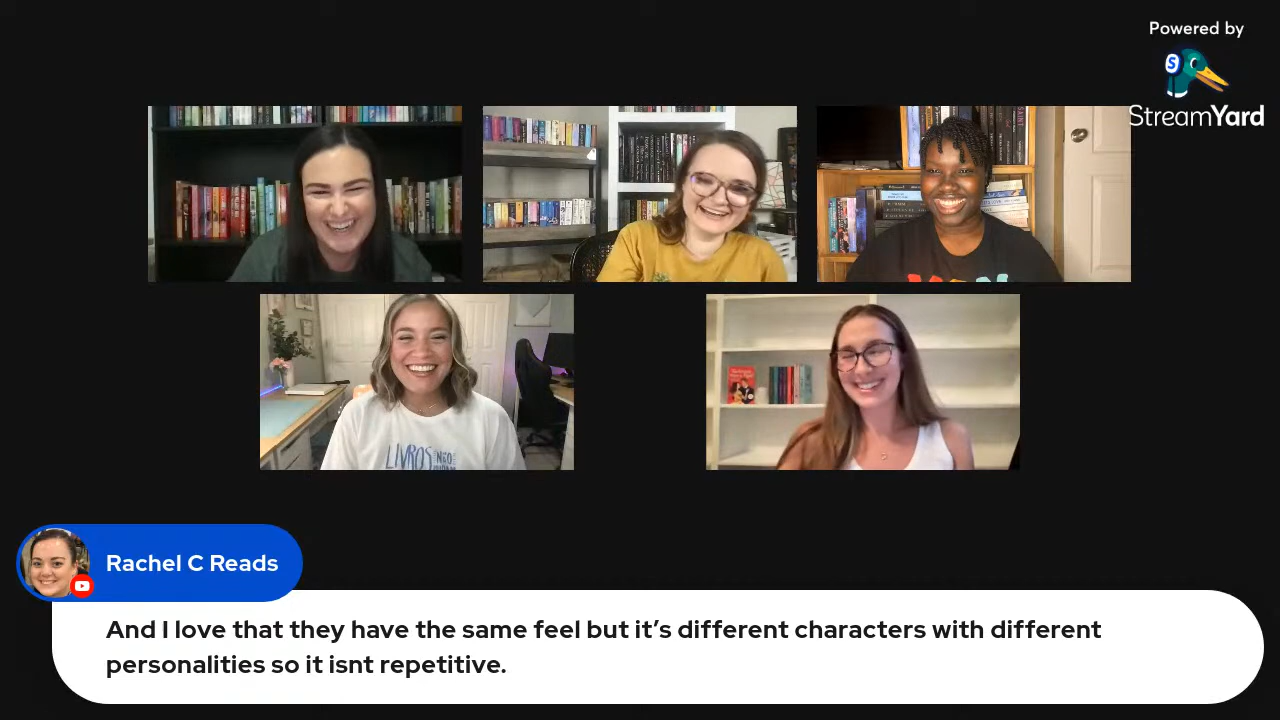 Powered by
StreamYard
LIVROS
Rachel C Reads
And I love that they have the same feel but it’s different characters with different
personalities so it isnt repetitive.